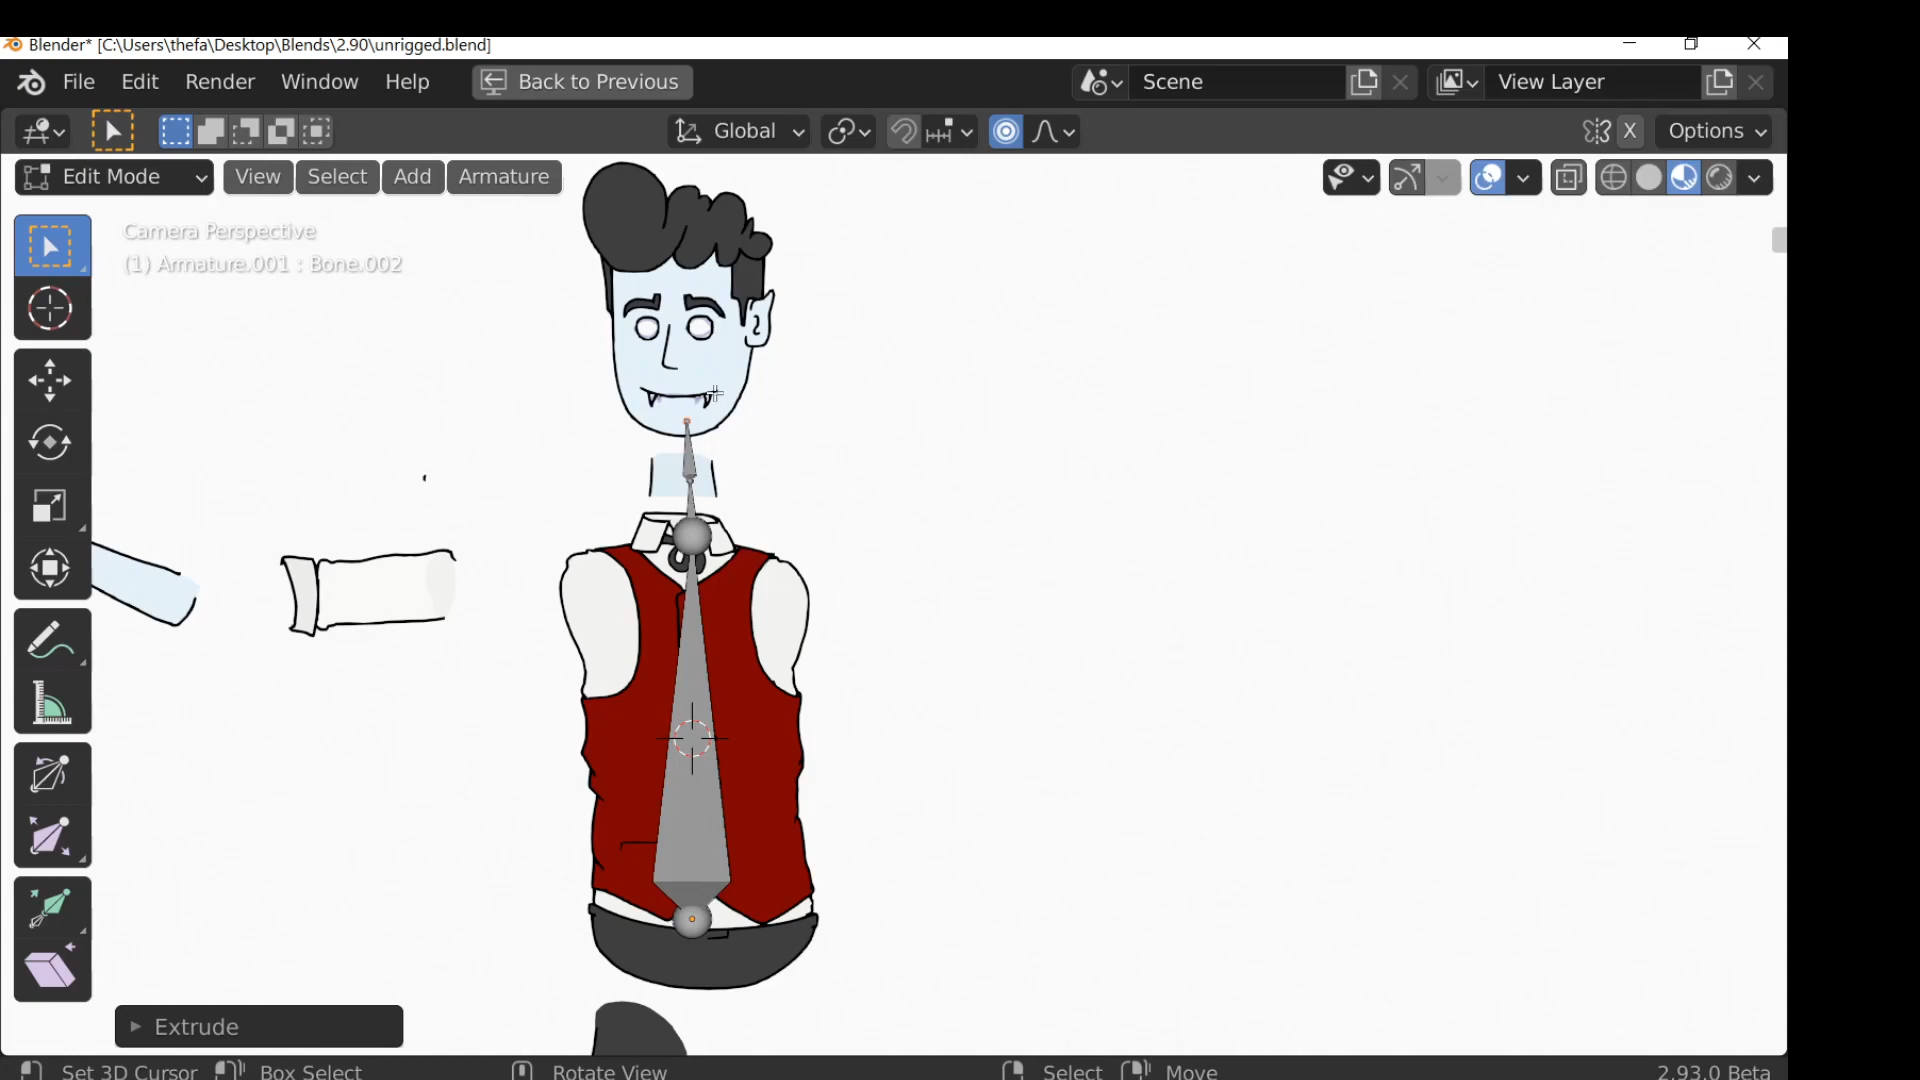 Blender* [C:\Users\thefa\Desktop\Blends\2.90\unrigged.blend]
File Edit Render Window Help Back to Previous Scene View Layer
Global X Options
Edit Mode View Select Add Armature
Camera Perspective
(1) Armature.001 : Bone.002
Extrude
Set 3D Cursor Box Select Rotate View Select Move 2.93.0 Beta